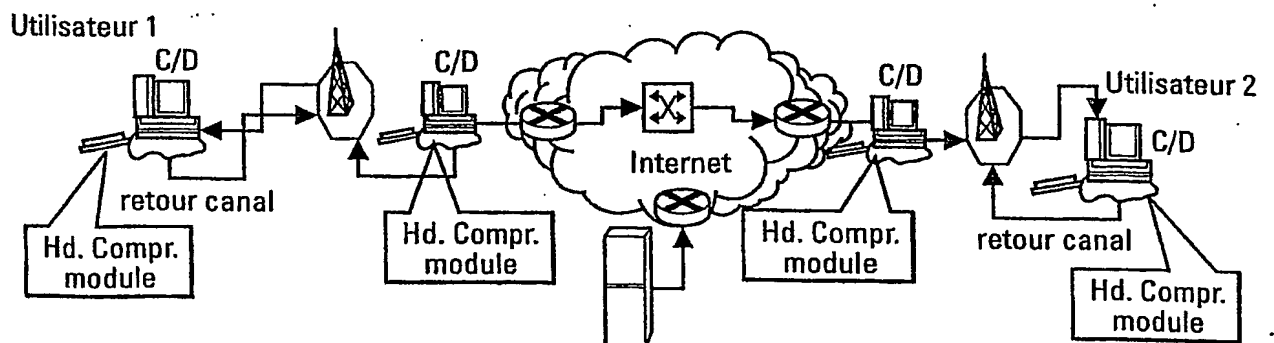 Utilisateur 1
C/D
C/D
C/D
Utilisateur 2
C/D
Internet
retour canal
retour canal
Hd. Compr.
module
Hd. Compr.
module
Hd. Compr.
module
Hd. Compr.
module